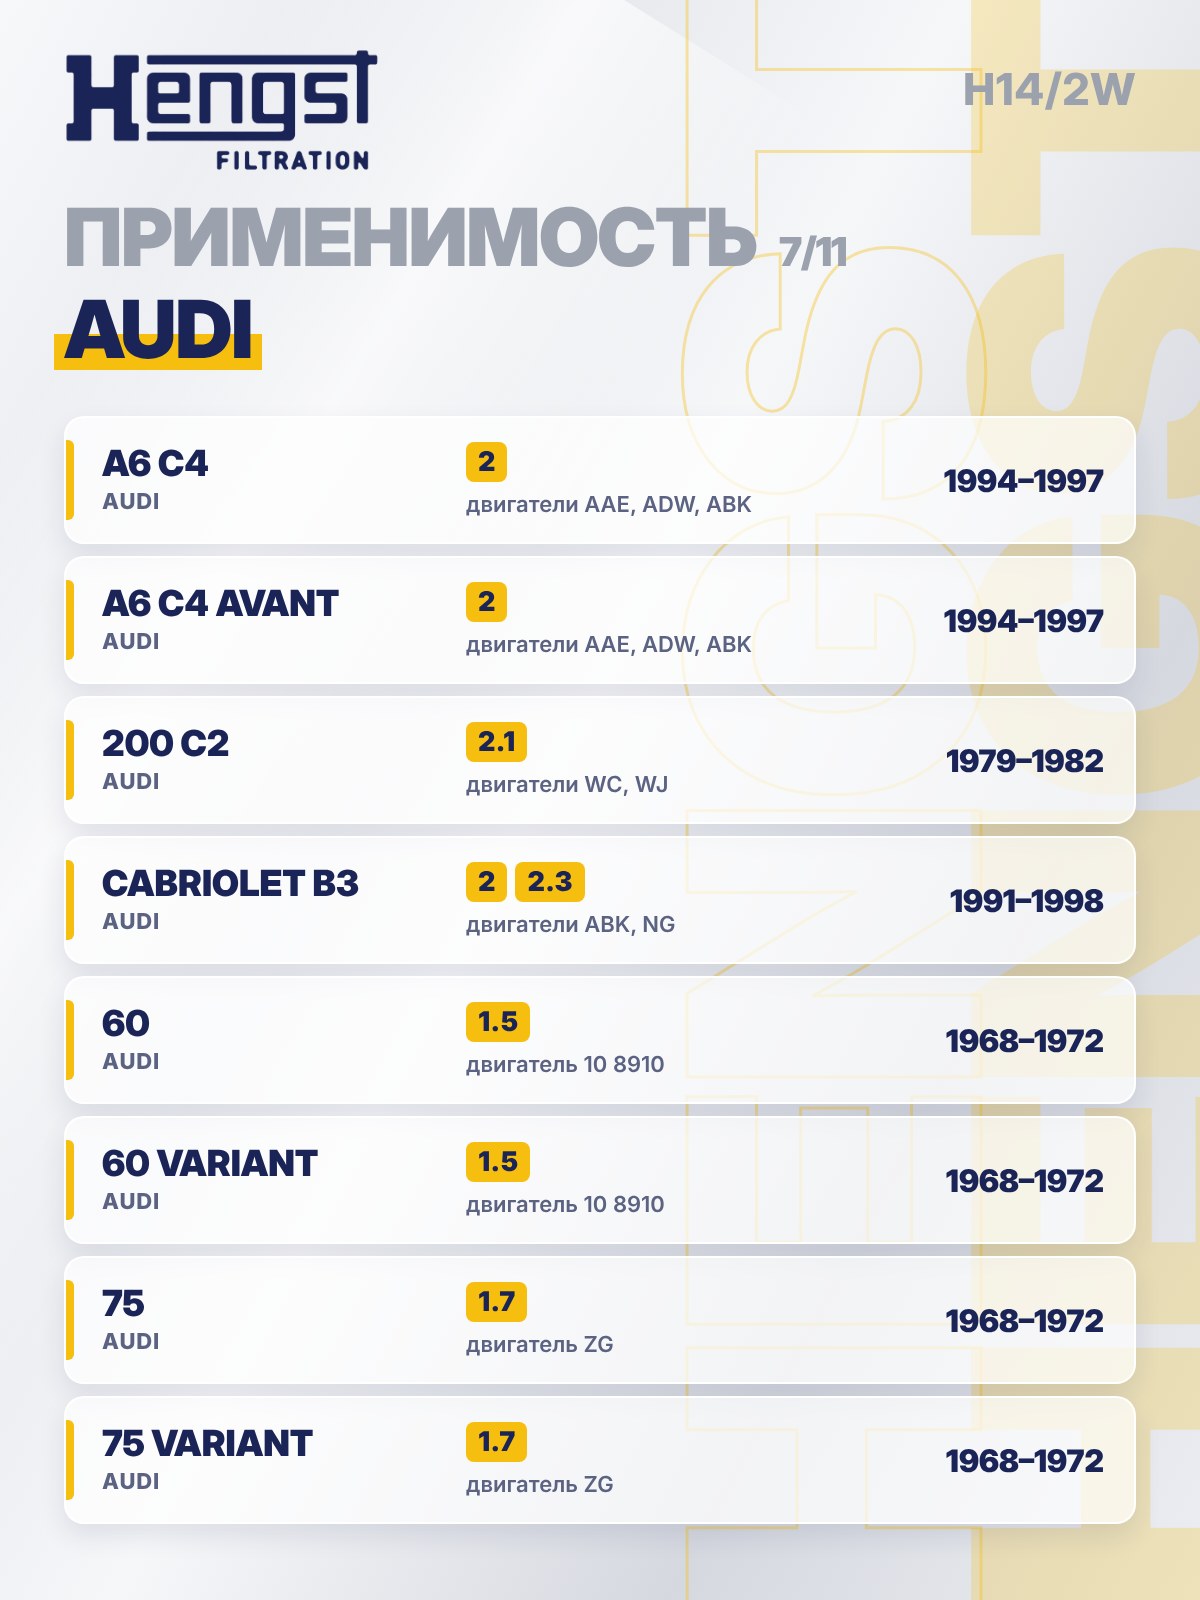 Hengst
FILTRATION
H14/2W
ПРИМЕНИМОСТЬ 7/11
AUDI
A6 C4
AUDI
2
двигатели AAE, ADW, ABK
1994–1997
A6 C4 AVANT
AUDI
2
двигатели AAE, ADW, ABK
1994–1997
200 C2
AUDI
2.1
двигатели WC, WJ
1979–1982
CABRIOLET B3
AUDI
2 2.3
двигатели ABK, NG
1991–1998
60
AUDI
1.5
двигатель 10 8910
1968–1972
60 VARIANT
AUDI
1.5
двигатель 10 8910
1968–1972
75
AUDI
1.7
двигатель ZG
1968–1972
75 VARIANT
AUDI
1.7
двигатель ZG
1968–1972
HENGST
HENGST